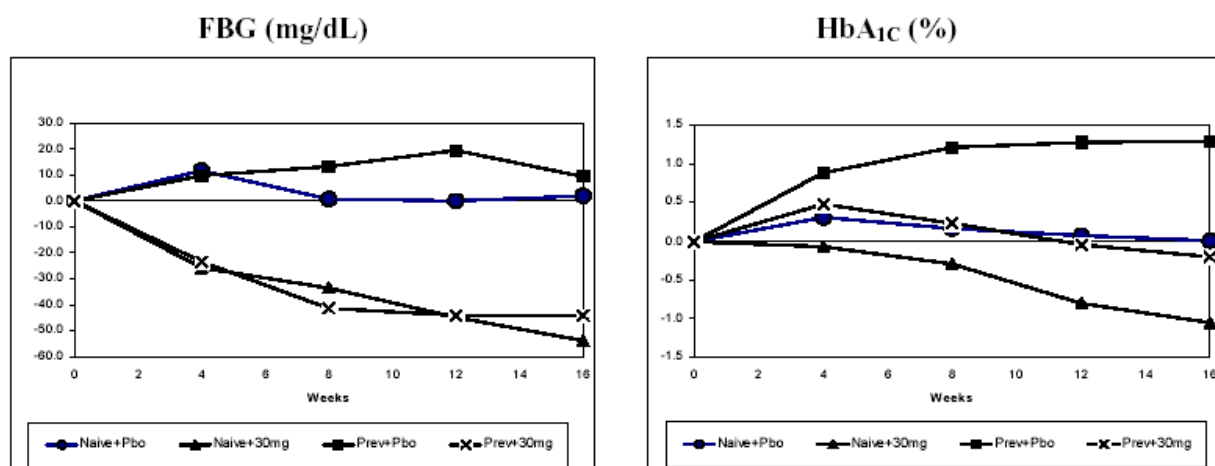 FBG (mg/dL)
30.0
20.0
10.0
0.0
-10.0
-20.0
-30.0
-40.0
-50.0
-60.0
0 2 4 6 8 10 12 14 16
Weeks
Naive+Pbo Naive+30mg Prev+Pbo Prev+30mg
HbA1C (%)
1.5
1.0
0.5
0.0
-0.5
-1.0
-1.5
0 2 4 6 8 10 12 14 16
Weeks
Naive+Pbo Naive+30mg Prev+Pbo Prev+30mg